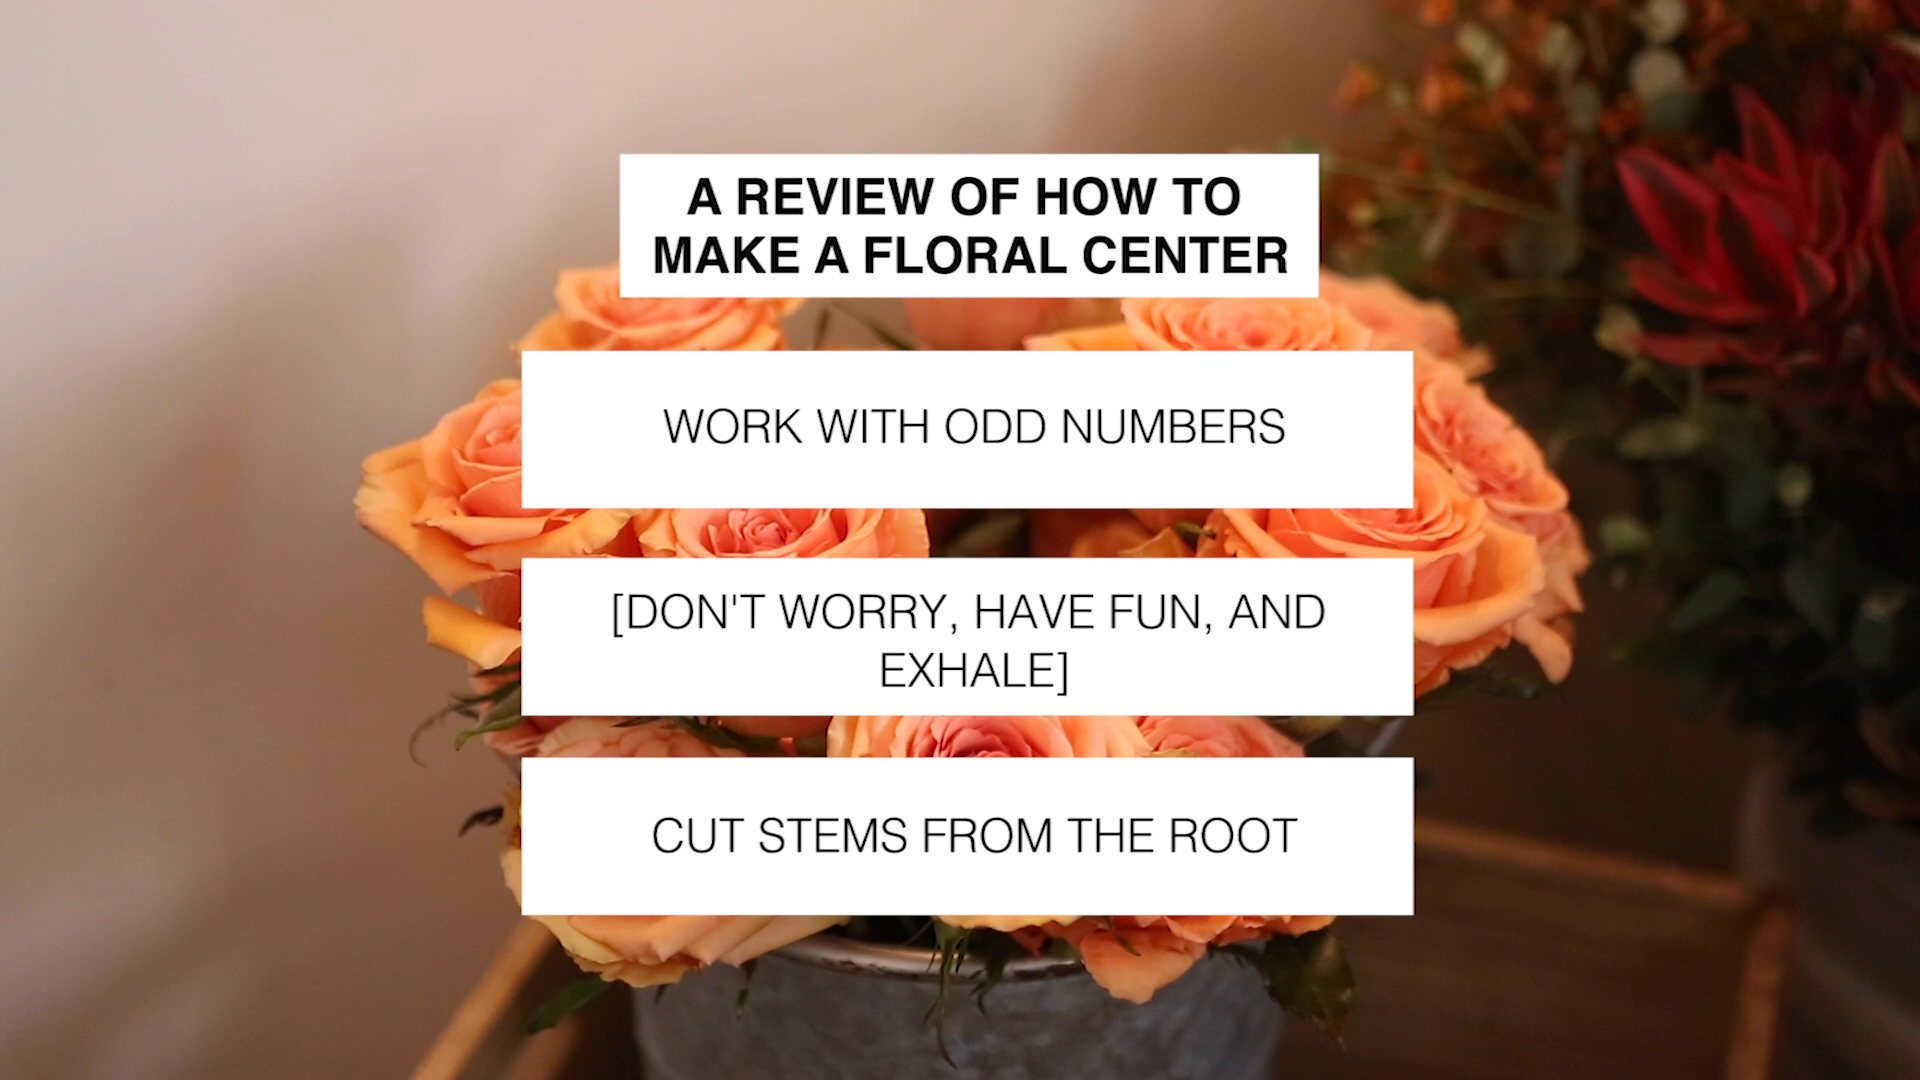 A REVIEW OF HOW TO
MAKE A FLORAL CENTER
WORK WITH ODD NUMBERS
[DON'T WORRY, HAVE FUN, AND
EXHALE]
CUT STEMS FROM THE ROOT